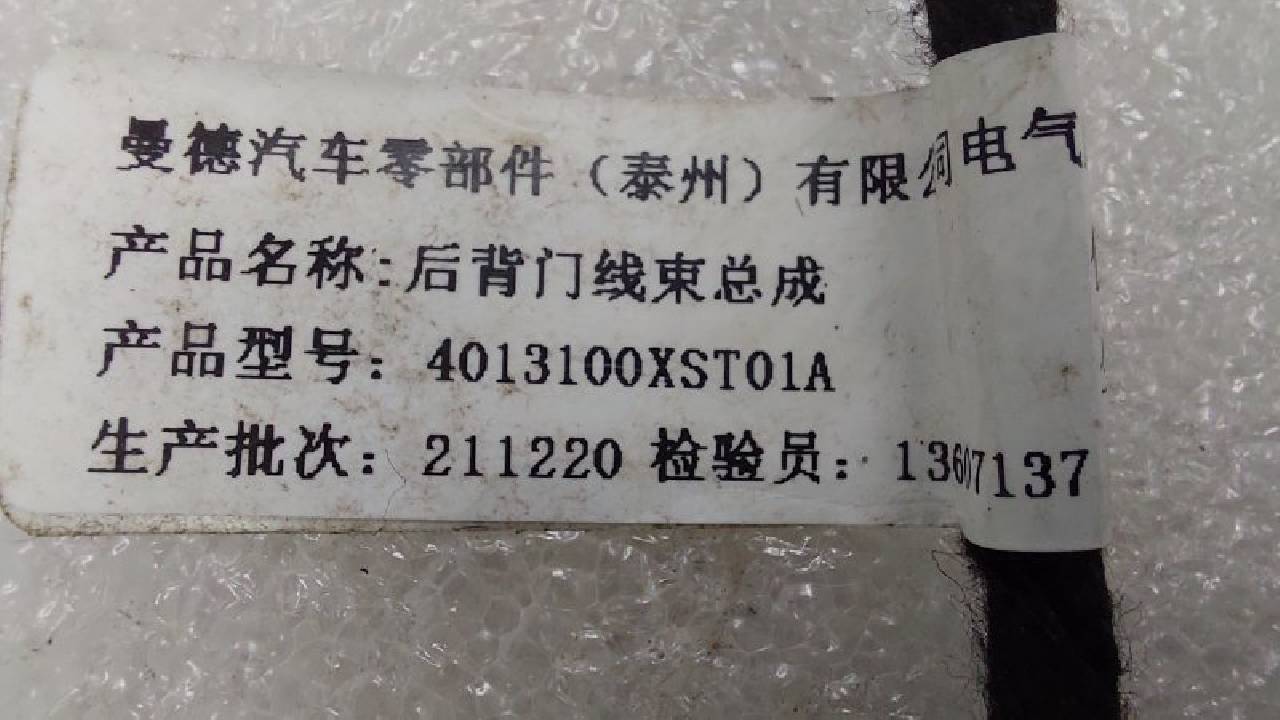 曼德汽车零部件（泰州）有限公司电气
产品名称:后背门线束总成
产品型号：4013100XST01A
生产批次：211220 检验员：13607137